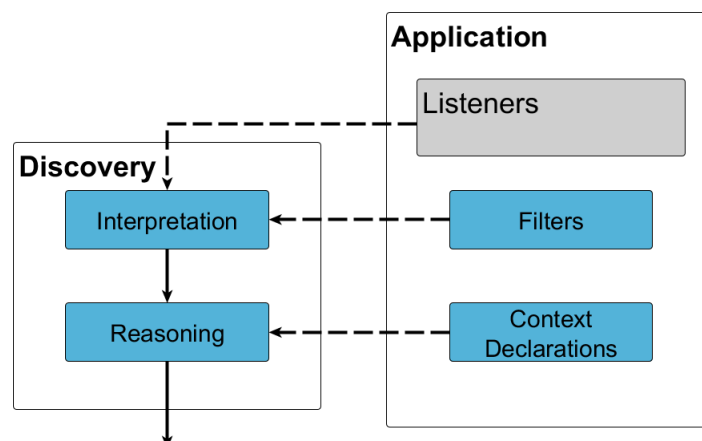 Application
Listeners
Discovery
Interpretation
Filters
Reasoning
Context
Declarations